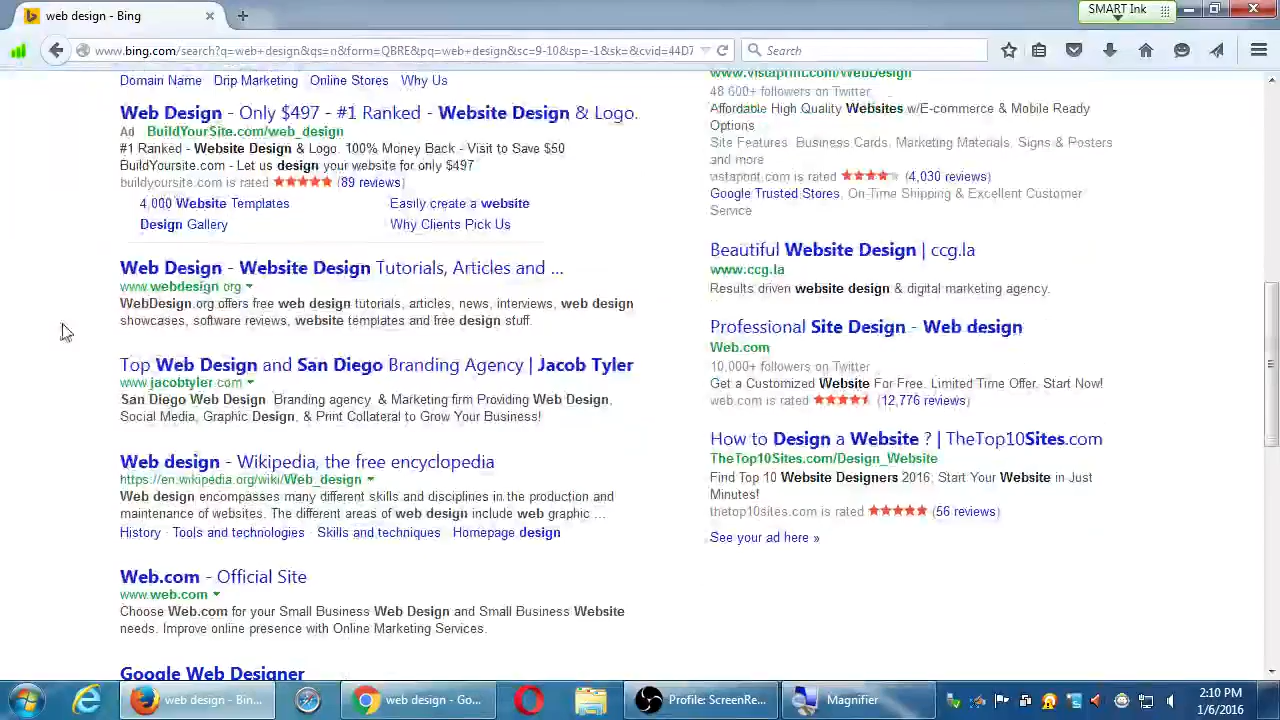 web design - Bing
SMART Ink
www.bing.com/search?q=web+design&qs=n&form=QBRE&pq=web+design&sc=9-10&sp=-1&sk=&cvid=44D7
Search
Domain Name Drip Marketing Online Stores Why Us
Web Design - Only $497 - #1 Ranked - Website Design & Logo.
Ad BuildYourSite.com/web_design
#1 Ranked - Website Design & Logo. 100% Money Back - Visit to Save $50
BuildYoursite.com - Let us design your website for only $497
buildyoursite.com is rated (89 reviews)
4,000 Website Templates Easily create a website
Design Gallery Why Clients Pick Us
Web Design - Website Design Tutorials, Articles and ...
www.webdesign.org
WebDesign.org offers free web design tutorials, articles, news, interviews, web design
showcases, software reviews, website templates and free design stuff.
Top Web Design and San Diego Branding Agency | Jacob Tyler
www.jacobtyler.com
San Diego Web Design Branding agency & Marketing firm Providing Web Design,
Social Media, Graphic Design, & Print Collateral to Grow Your Business!
Web design - Wikipedia, the free encyclopedia
https://en.wikipedia.org/wiki/Web_design
Web design encompasses many different skills and disciplines in the production and
maintenance of websites. The different areas of web design include web graphic ...
History · Tools and technologies · Skills and techniques · Homepage design
Web.com - Official Site
www.web.com
Choose Web.com for your Small Business Web Design and Small Business Website
needs. Improve online presence with Online Marketing Services.
Google Web Designer
www.vistaprint.com/WebDesign
48,600+ followers on Twitter
Affordable High Quality Websites w/E-commerce & Mobile Ready
Options
Site Features · Business Cards, Marketing Materials, Signs & Posters
and more
vistaprint.com is rated (4,030 reviews)
Google Trusted Stores, On-Time Shipping & Excellent Customer
Service
Beautiful Website Design | ccg.la
www.ccg.la
Results driven website design & digital marketing agency.
Professional Site Design - Web design
Web.com
10,000+ followers on Twitter
Get a Customized Website For Free. Limited Time Offer. Start Now!
web.com is rated (12,776 reviews)
How to Design a Website ? | TheTop10Sites.com
TheTop10Sites.com/Design_Website
Find Top 10 Website Designers 2016. Start Your Website in Just
Minutes!
thetop10sites.com is rated (56 reviews)
See your ad here »
web design - Bin...
web design - Go...
Profile: ScreenRe...
Magnifier
2:10 PM
1/6/2016